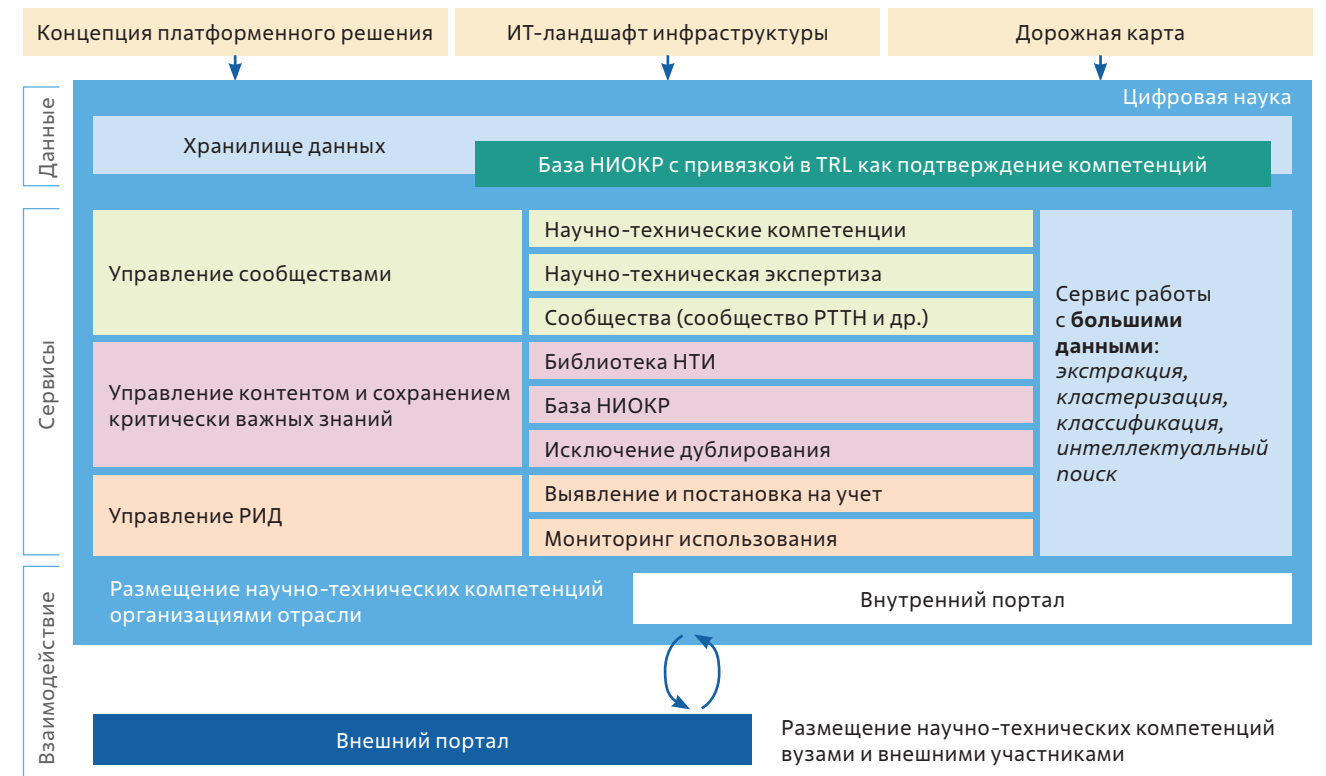 Концепция платформенного решения
ИТ-ландшафт инфраструктуры
Дорожная карта
Данные
Цифровая наука
Хранилище данных
База НИОКР с привязкой в TRL как подтверждение компетенций
Сервисы
Управление сообществами
Научно-технические компетенции
Научно-техническая экспертиза
Сообщества (сообщество РТТН и др.)
Управление контентом и сохранением
критически важных знаний
Библиотека НТИ
База НИОКР
Исключение дублирования
Управление РИД
Выявление и постановка на учет
Мониторинг использования
Сервис работы
с большими
данными:
экстракция,
кластеризация,
классификация,
интеллектуальный
поиск
Взаимодействие
Размещение научно-технических компетенций
организациями отрасли
Внутренний портал
Внешний портал
Размещение научно-технических компетенций
вузами и внешними участниками